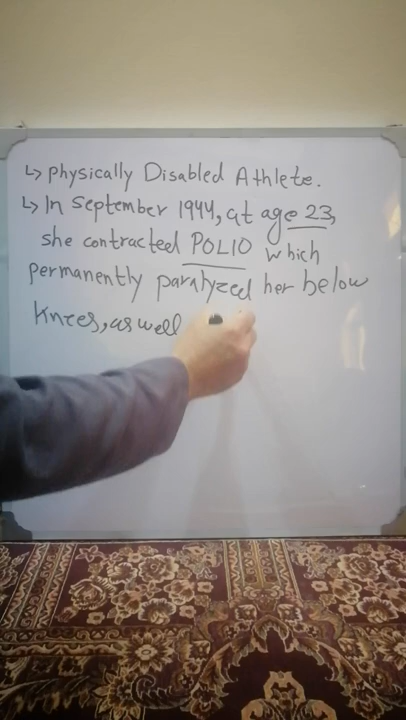 ↳ physically Disabled Athlete.
↳ In September 1944, at age 23,
she contracted POLIO which
permanently paralyzed her below
Knees, as well